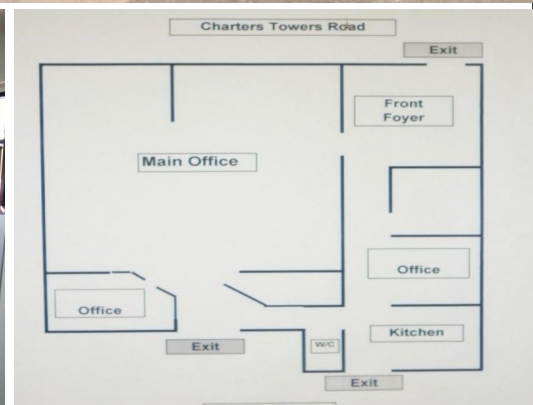 Charters Towers Road
Exit
Front
Foyer
Main Office
Office
Office
Kitchen
W/C
Exit
Exit